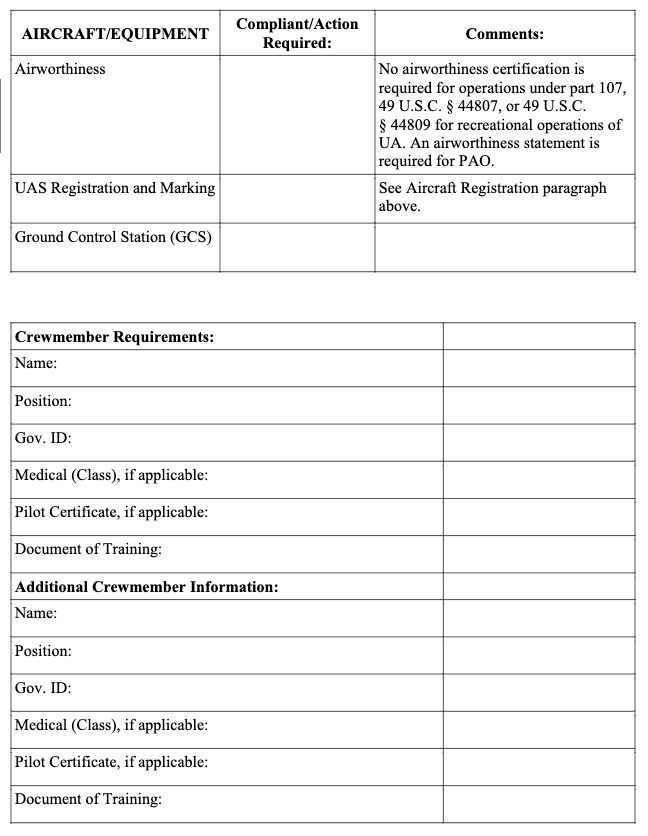 AIRCRAFT/EQUIPMENT
Compliant/Action
Required:
Comments:
Airworthiness
No airworthiness certification is
required for operations under part 107,
49 U.S.C. § 44807, or 49 U.S.C.
§ 44809 for recreational operations of
UA. An airworthiness statement is
required for PAO.
UAS Registration and Marking
See Aircraft Registration paragraph
above.
Ground Control Station (GCS)
Crewmember Requirements:
Name:
Position:
Gov. ID:
Medical (Class), if applicable:
Pilot Certificate, if applicable:
Document of Training:
Additional Crewmember Information:
Name:
Position:
Gov. ID:
Medical (Class), if applicable:
Pilot Certificate, if applicable:
Document of Training: